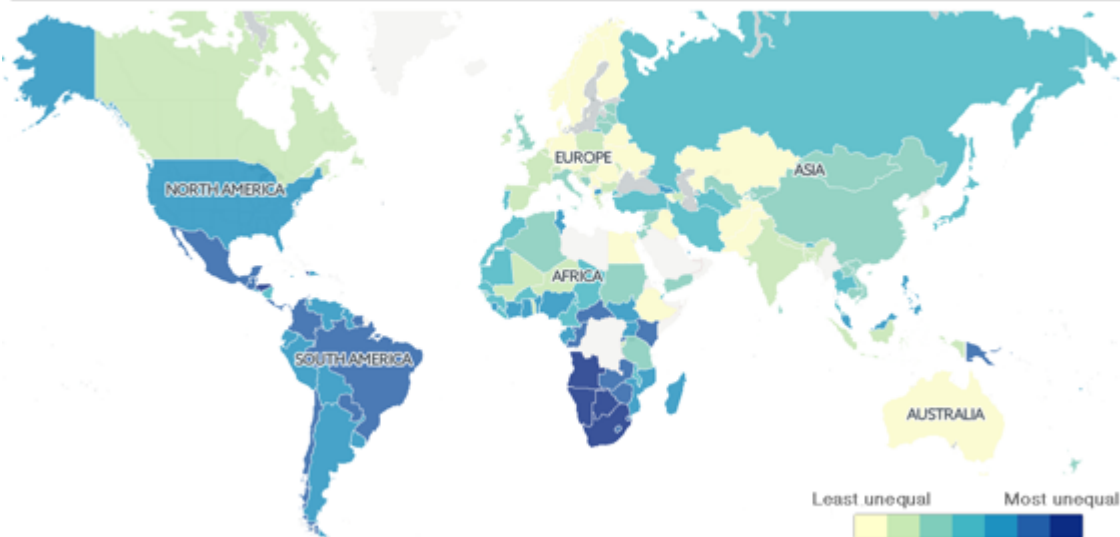 EUROPE
ASIA
NORTH AMERICA
AFRICA
SOUTH AMERICA
AUSTRALIA
Least unequal Most unequal